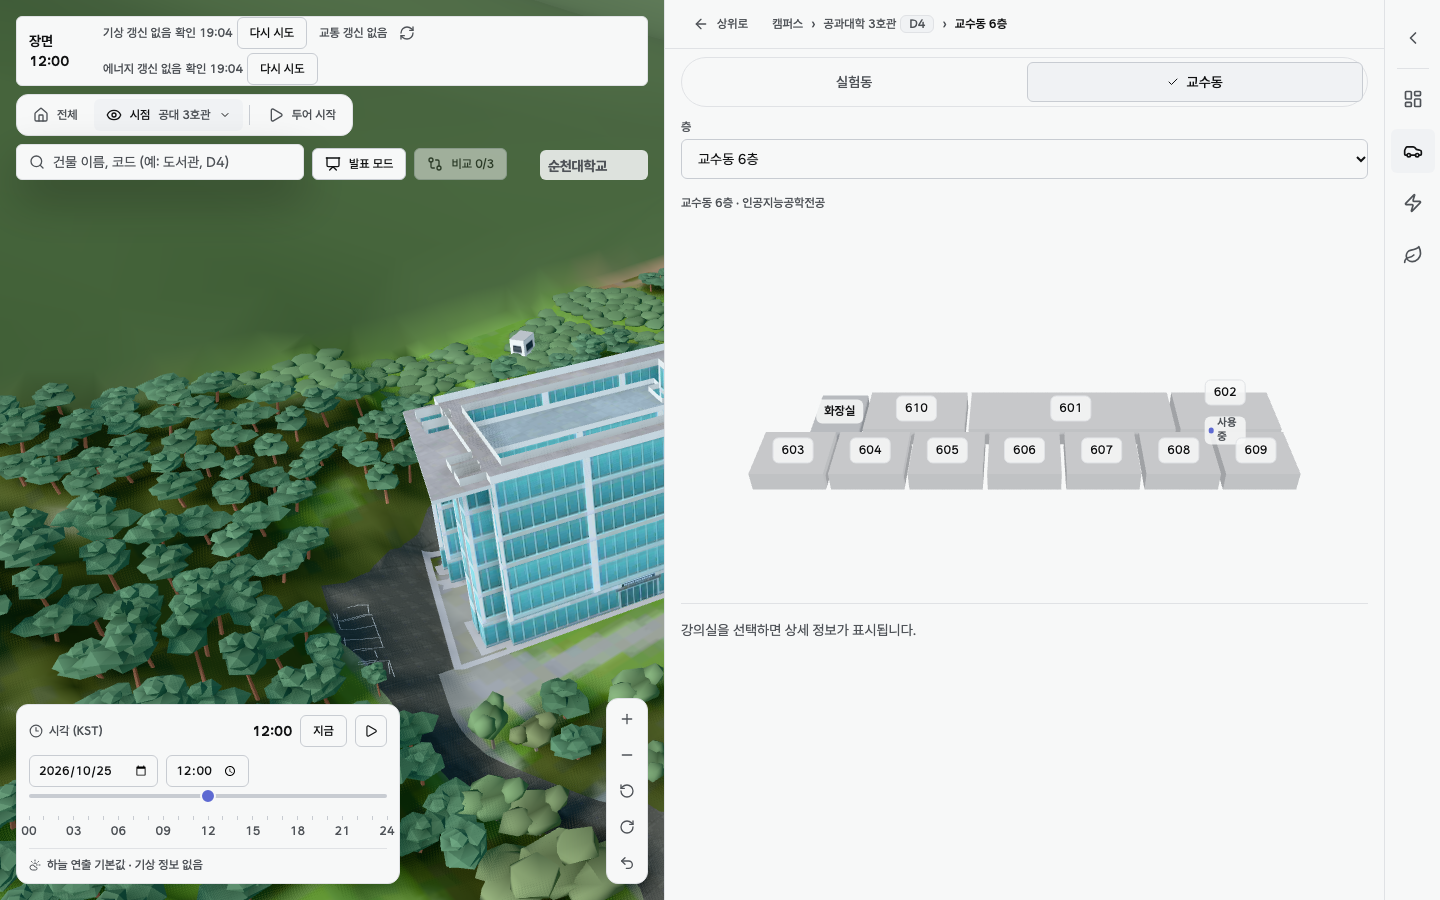 장면
12:00
기상 갱신 없음 확인 19:04 다시 시도 교통 갱신 없음
에너지 갱신 없음 확인 19:04 다시 시도
전체 시점 공대 3호관 투어 시작
건물 이름, 코드 (예: 도서관, D4) 발표 모드 비교 0/3 순천대학교
시각 (KST) 12:00 지금
2026/10/25 12:00
00 03 06 09 12 15 18 21 24
하늘 연출 기본값 · 기상 정보 없음
상위로 캠퍼스 › 공과대학 3호관 D4 › 교수동 6층
실험동 교수동
층
교수동 6층
교수동 6층 · 인공지능공학전공
602
화장실 610 601
사용
중
603 604 605 606 607 608 609
강의실을 선택하면 상세 정보가 표시됩니다.